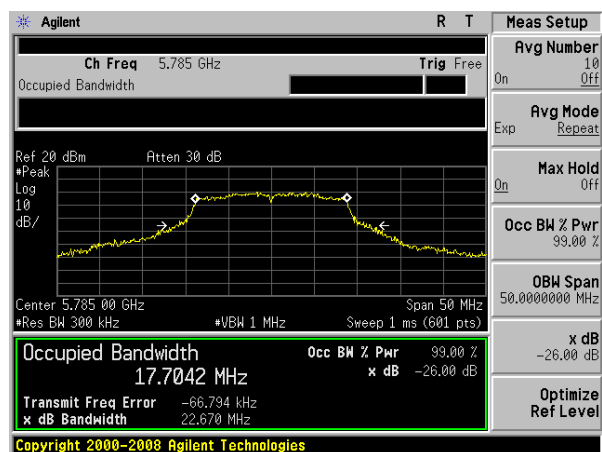 Agilent R T Meas Setup
Ch Freq 5.785 GHz Trig Free
Occupied Bandwidth
Avg Number
10
On Off
Avg Mode
Exp Repeat
Max Hold
On Off
Occ BW % Pwr
99.00 %
OBW Span
50.0000000 MHz
x dB
-26.00 dB
Optimize
Ref Level
Ref 20 dBm Atten 30 dB
#Peak
Log
10
dB/
Center 5.785 00 GHz Span 50 MHz
#Res BW 300 kHz #VBW 1 MHz Sweep 1 ms (601 pts)
Occupied Bandwidth Occ BW % Pwr 99.00 %
17.7042 MHz x dB -26.00 dB
Transmit Freq Error -66.794 kHz
x dB Bandwidth 22.670 MHz
Copyright 2000-2008 Agilent Technologies